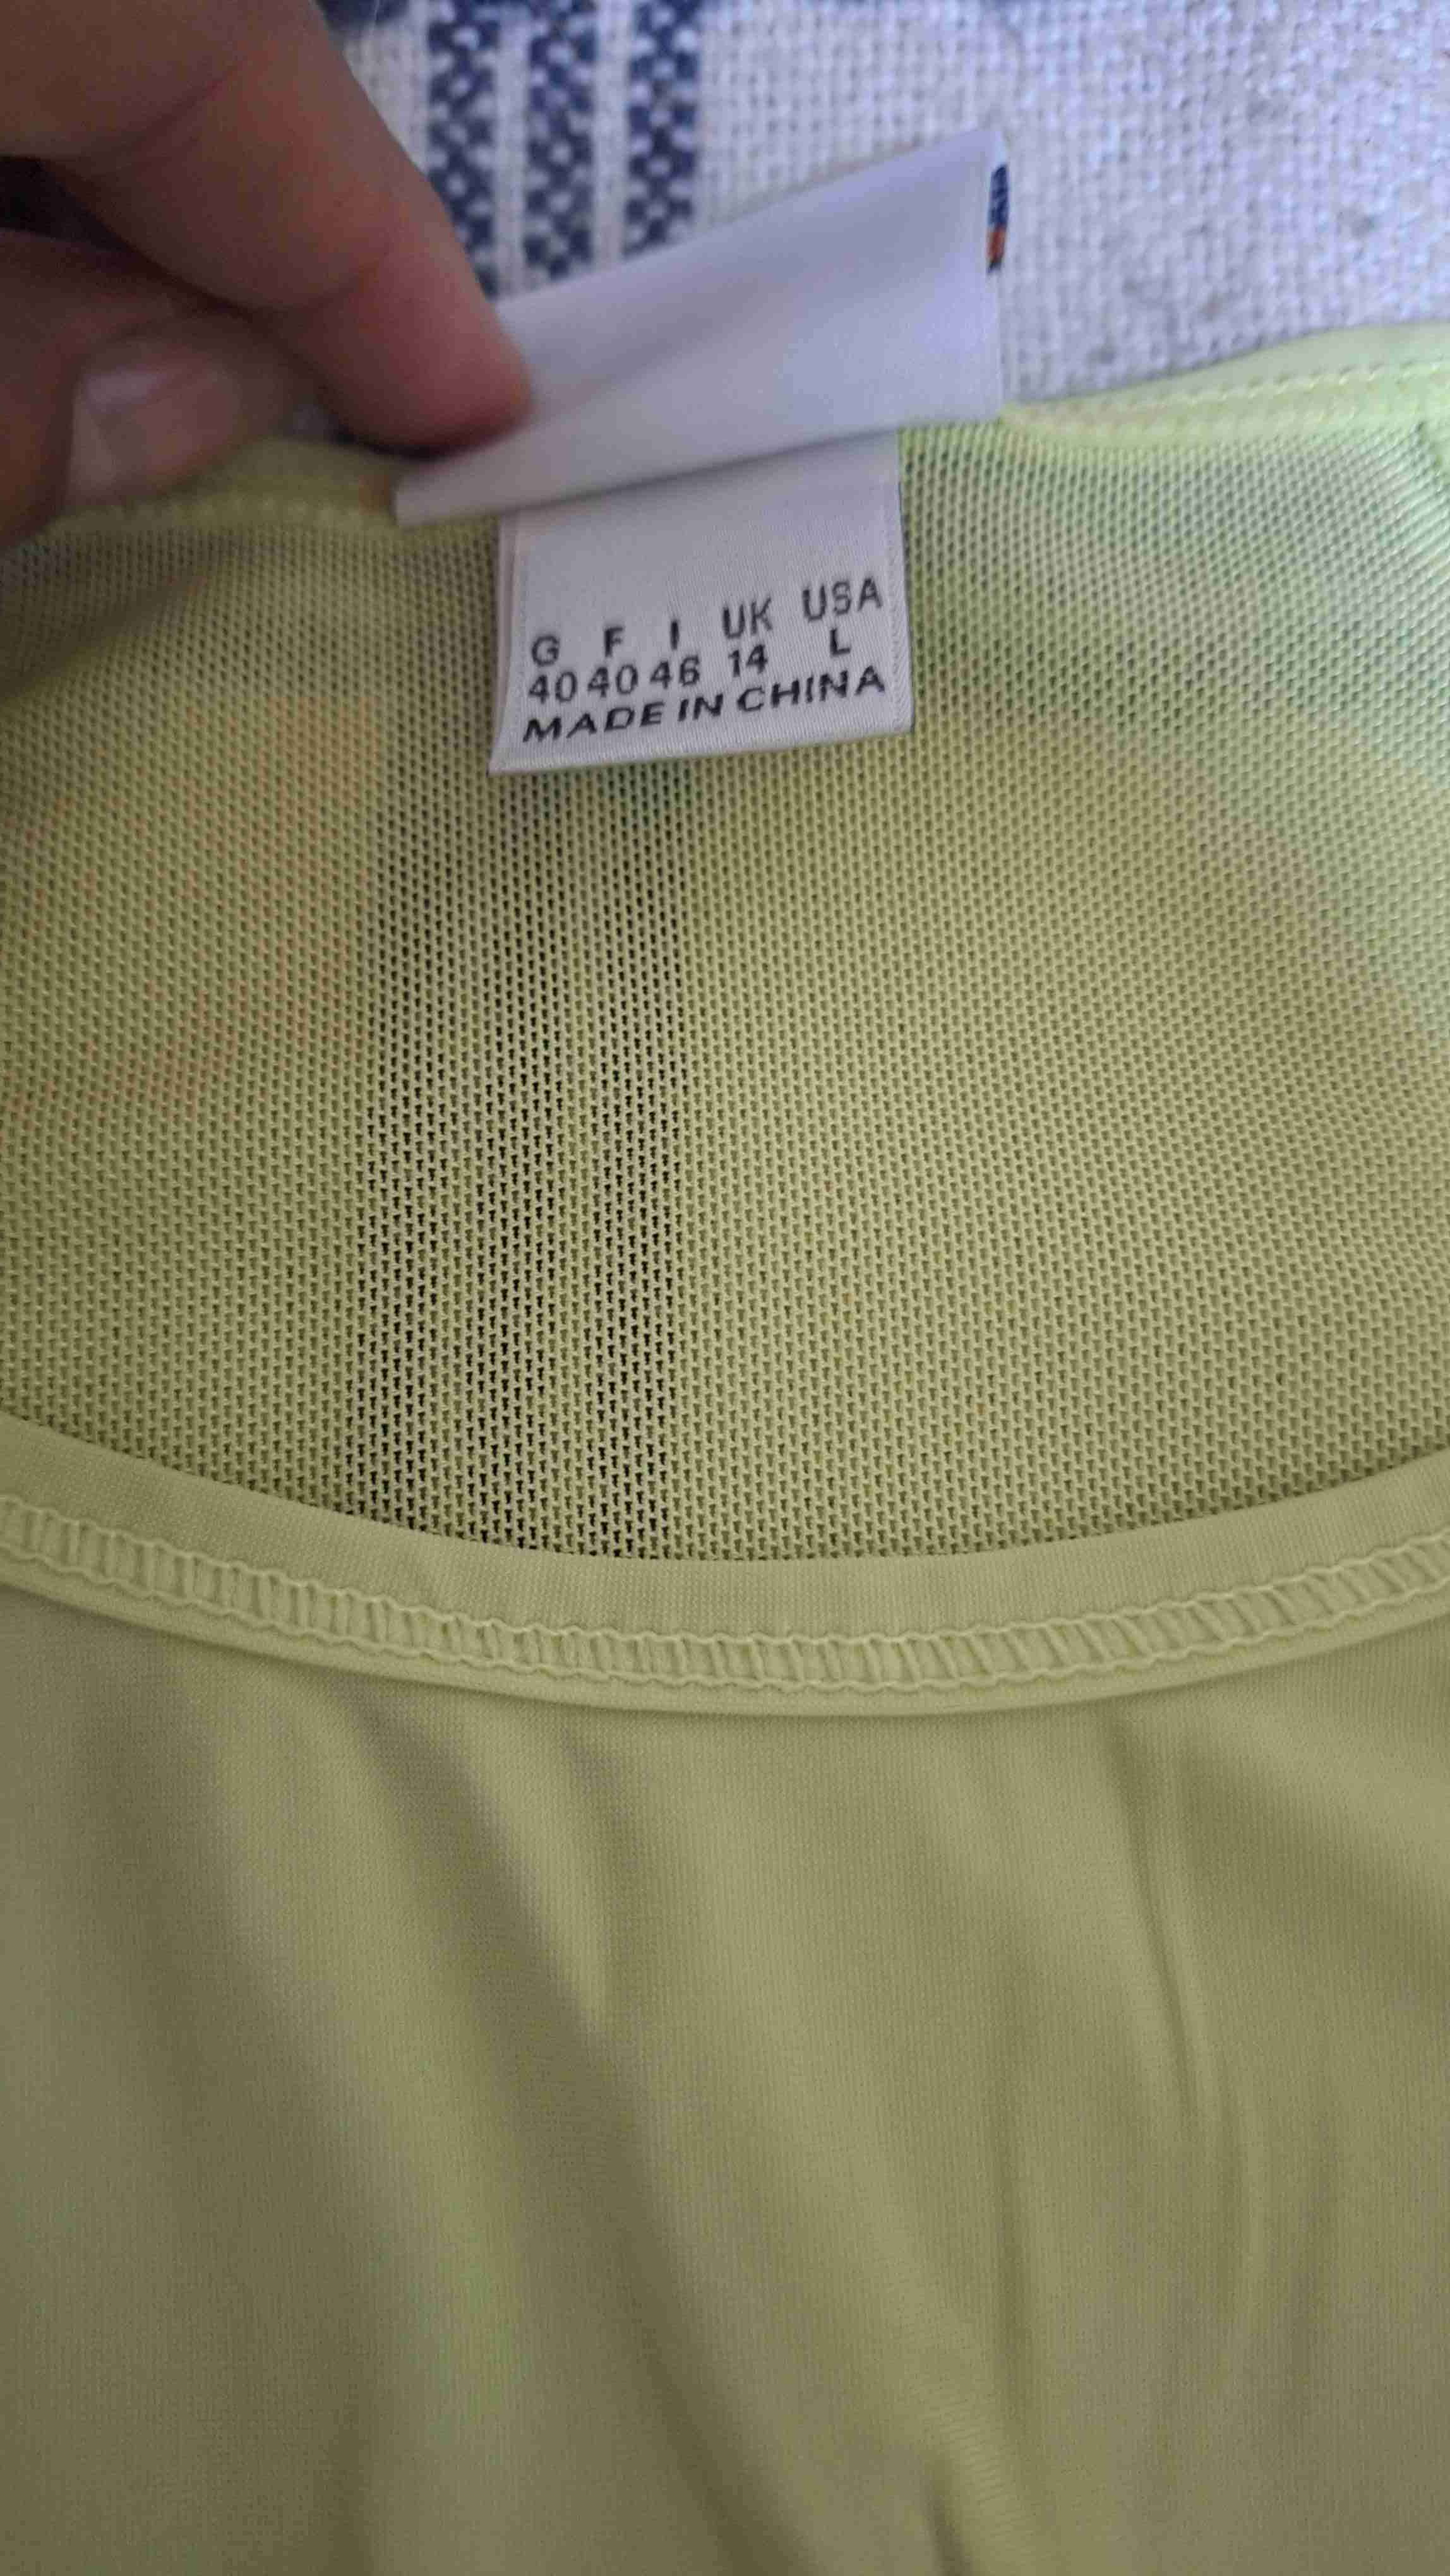 G F I UK USA
40 40 46 14 L
MADE IN CHINA